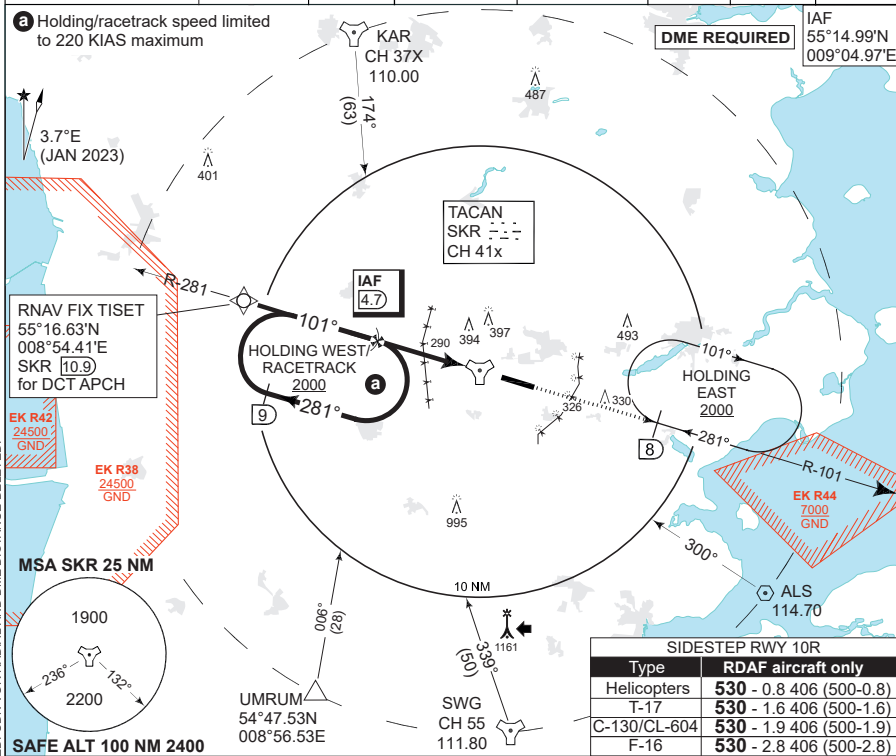 a Holding/racetrack speed limited
to 220 KIAS maximum
KAR
CH 37X
110.00
DME REQUIRED
IAF
55°14.99'N
009°04.97'E
487
174°
(63)
3.7°E
(JAN 2023)
401
TACAN
SKR
CH 41x
R-281
IAF
4.7
RNAV FIX TISET
55°16.63'N
008°54.41'E
SKR 10.9
for DCT APCH
101°
290
394
397
493
101°
HOLDING WEST/
RACETRACK
2000
a
HOLDING
EAST
2000
281°
9
326
330
281°
8
R-101
EK R42
24500
GND
EK R38
24500
GND
EK R44
7000
GND
995
300°
MSA SKR 25 NM
1900
236°
132°
2200
SAFE ALT 100 NM 2400
10 NM
ALS
114.70
006°
(28)
339°
(50)
1161
UMRUM
54°47.53N
008°56.53E
SWG
CH 55
111.80
SIDESTEP RWY 10R
Type RDAF aircraft only
Helicopters 530 - 0.8 406 (500-0.8)
T-17 530 - 1.6 406 (500-1.6)
C-130/CL-604 530 - 1.9 406 (500-1.9)
F-16 530 - 2.8 406 (500-2.8)